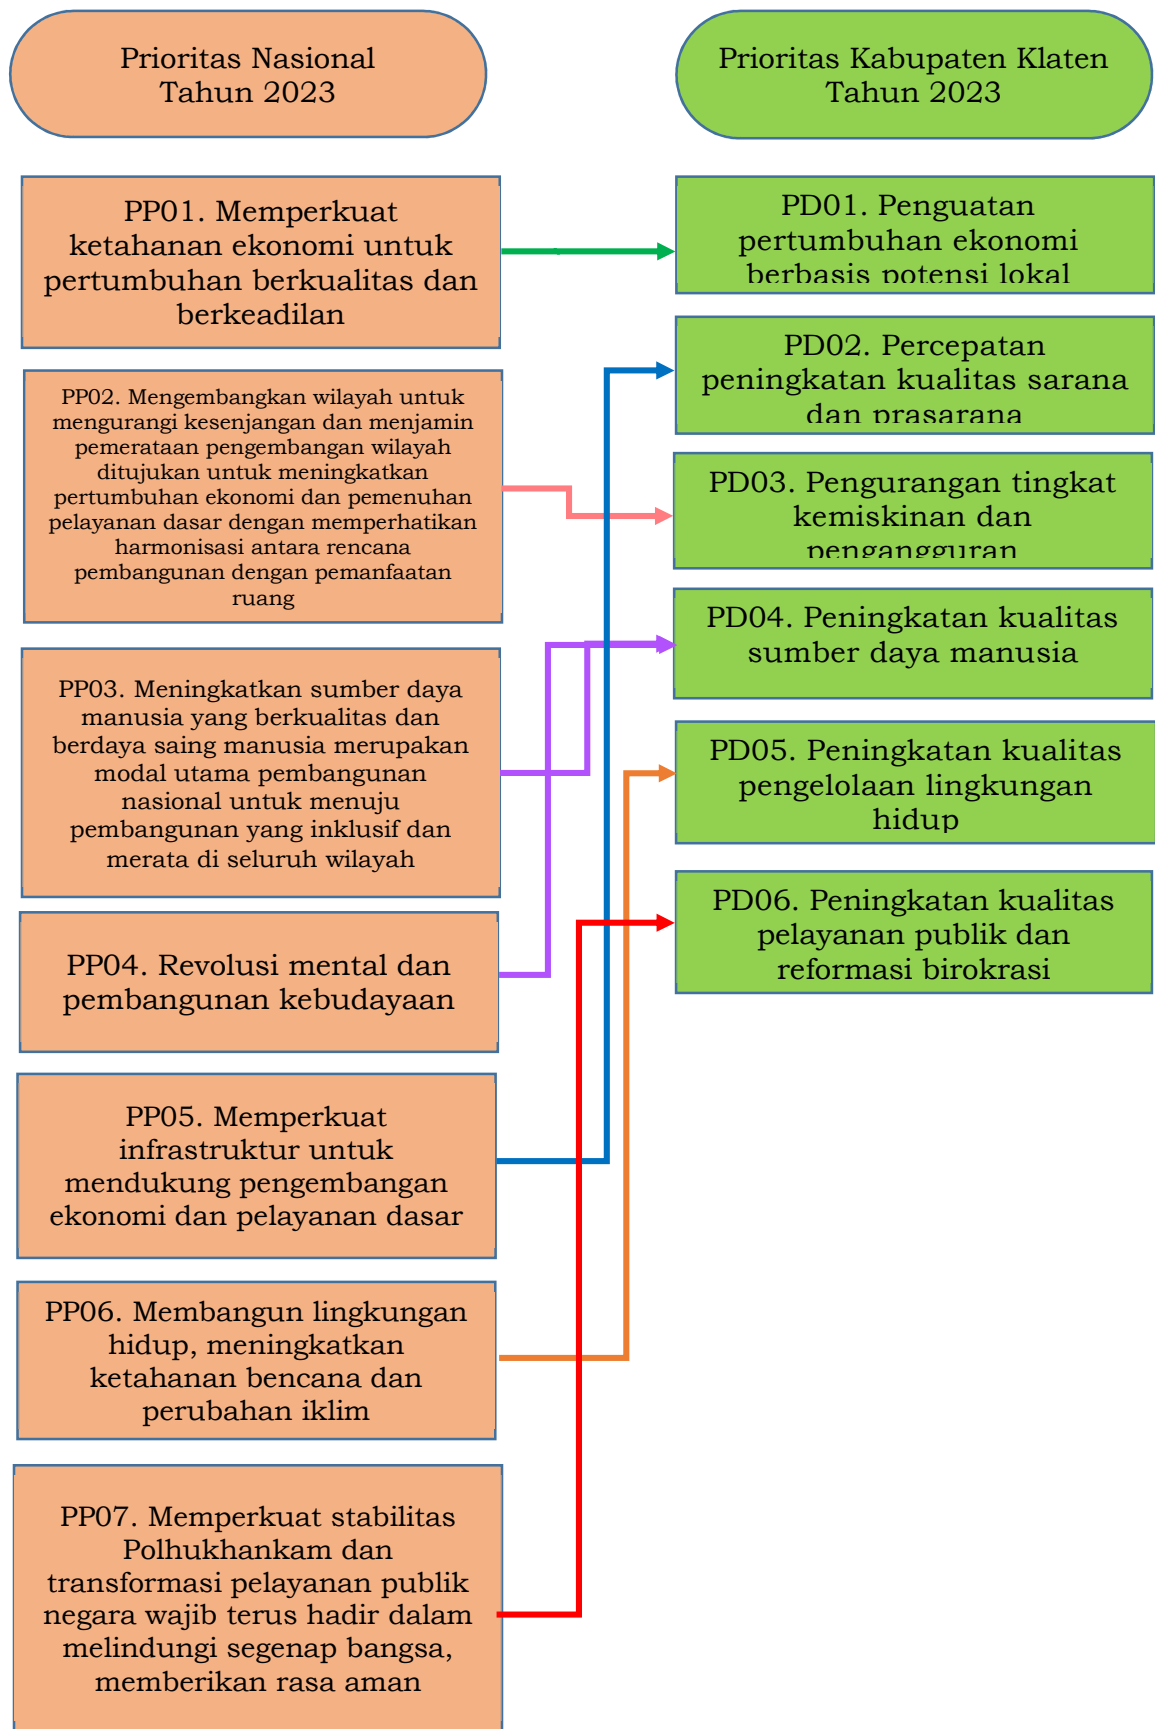 Prioritas Nasional
Tahun 2023
Prioritas Kabupaten Klaten
Tahun 2023
PP01. Memperkuat
ketahanan ekonomi untuk
pertumbuhan berkualitas dan
berkeadilan
PP02. Mengembangkan wilayah untuk
mengurangi kesenjangan dan menjamin
pemerataan pengembangan wilayah
ditujukan untuk meningkatkan
pertumbuhan ekonomi dan pemenuhan
pelayanan dasar dengan memperhatikan
harmonisasi antara rencana
pembangunan dengan pemanfaatan
ruang
PP03. Meningkatkan sumber daya
manusia yang berkualitas dan
berdaya saing manusia merupakan
modal utama pembangunan
nasional untuk menuju
pembangunan yang inklusif dan
merata di seluruh wilayah
PP04. Revolusi mental dan
pembangunan kebudayaan
PP05. Memperkuat
infrastruktur untuk
mendukung pengembangan
ekonomi dan pelayanan dasar
PP06. Membangun lingkungan
hidup, meningkatkan
ketahanan bencana dan
perubahan iklim
PP07. Memperkuat stabilitas
Polhukhankam dan
transformasi pelayanan publik
negara wajib terus hadir dalam
melindungi segenap bangsa,
memberikan rasa aman
PD01. Penguatan
pertumbuhan ekonomi
berbasis potensi lokal
PD02. Percepatan
peningkatan kualitas sarana
dan prasarana
PD03. Pengurangan tingkat
kemiskinan dan
pengangguran
PD04. Peningkatan kualitas
sumber daya manusia
PD05. Peningkatan kualitas
pengelolaan lingkungan
hidup
PD06. Peningkatan kualitas
pelayanan publik dan
reformasi birokrasi